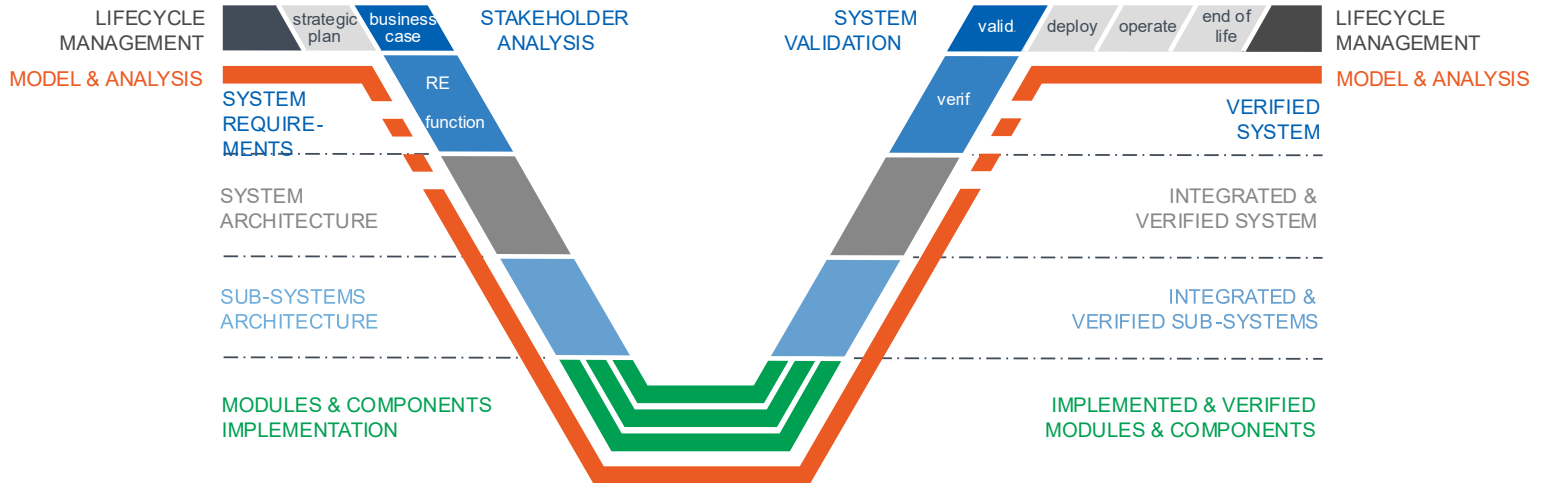 LIFECYCLE
MANAGEMENT
strategic
plan
business
case
STAKEHOLDER
ANALYSIS
SYSTEM
VALIDATION
valid.
deploy
operate
end of
life
LIFECYCLE
MANAGEMENT
MODEL & ANALYSIS
RE
function
verif.
MODEL & ANALYSIS
SYSTEM
REQUIRE-
MENTS
VERIFIED
SYSTEM
SYSTEM
ARCHITECTURE
INTEGRATED &
VERIFIED SYSTEM
SUB-SYSTEMS
ARCHITECTURE
INTEGRATED &
VERIFIED SUB-SYSTEMS
MODULES & COMPONENTS
IMPLEMENTATION
IMPLEMENTED & VERIFIED
MODULES & COMPONENTS